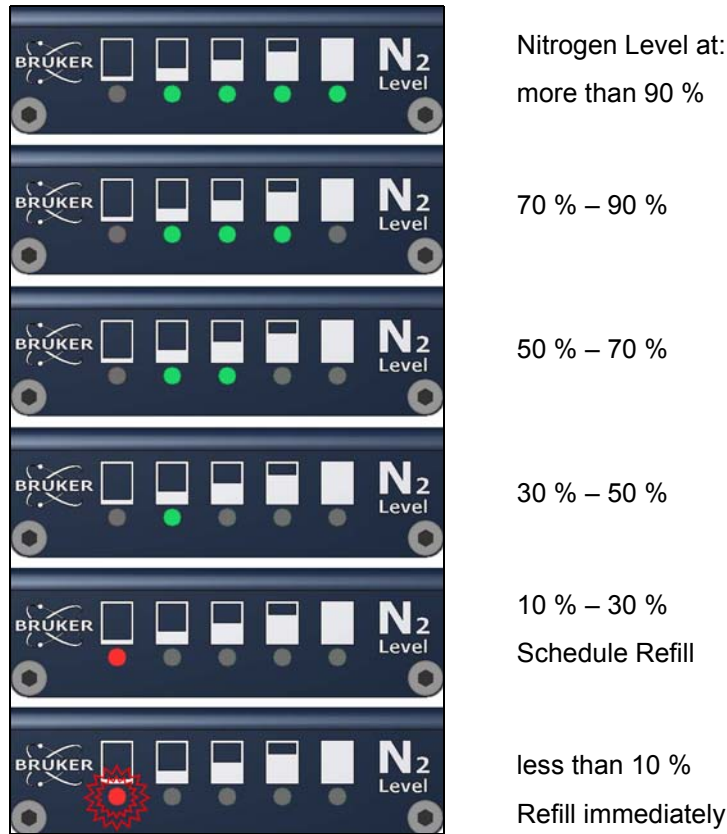 BRUKER
N2
Level
Nitrogen Level at:
more than 90 %
BRUKER
N2
Level
70 % – 90 %
BRUKER
N2
Level
50 % – 70 %
BRUKER
N2
Level
30 % – 50 %
BRUKER
N2
Level
10 % – 30 %
Schedule Refill
BRUKER
N2
Level
less than 10 %
Refill immediately